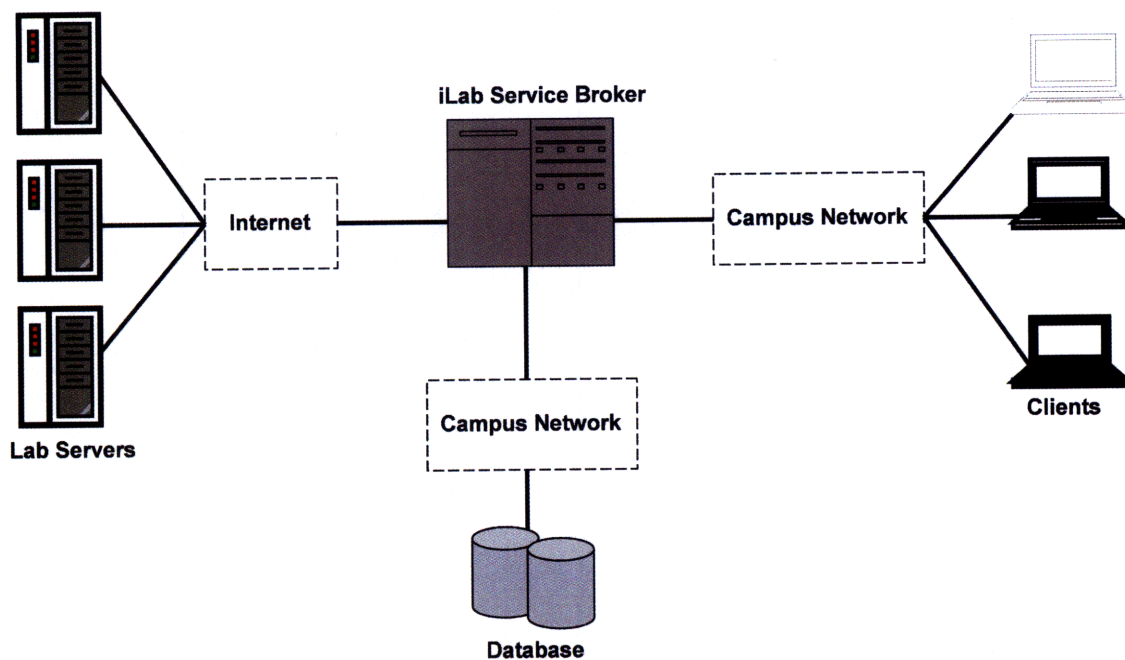 iLab Service Broker
Internet
Campus Network
Lab Servers
Campus Network
Clients
Database